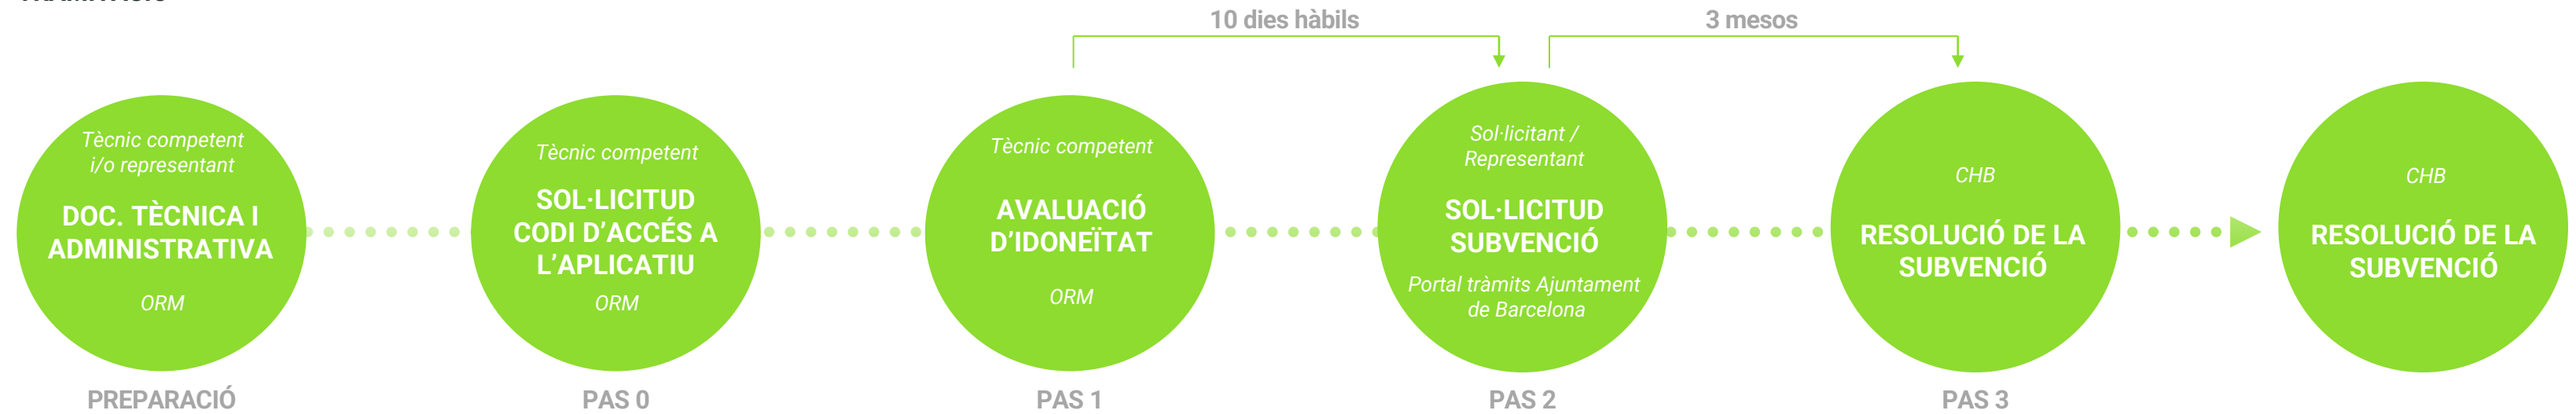 10 dies hàbils
3 mesos
Tècnic competent
i/o representant
DOC. TÈCNICA I
ADMINISTRATIVA
ORM
PREPARACIÓ
Tècnic competent
SOL·LICITUD
CODI D'ACCÉS A
L'APLICATIU
ORM
PAS 0
Tècnic competent
AVALUACIÓ
D'IDONEÏTAT
ORM
PAS 1
Sol·licitant /
Representant
SOL·LICITUD
SUBVENCIÓ
Portal tràmits Ajuntament
de Barcelona
PAS 2
CHB
RESOLUCIÓ DE LA
SUBVENCIÓ
PAS 3
CHB
RESOLUCIÓ DE LA
SUBVENCIÓ